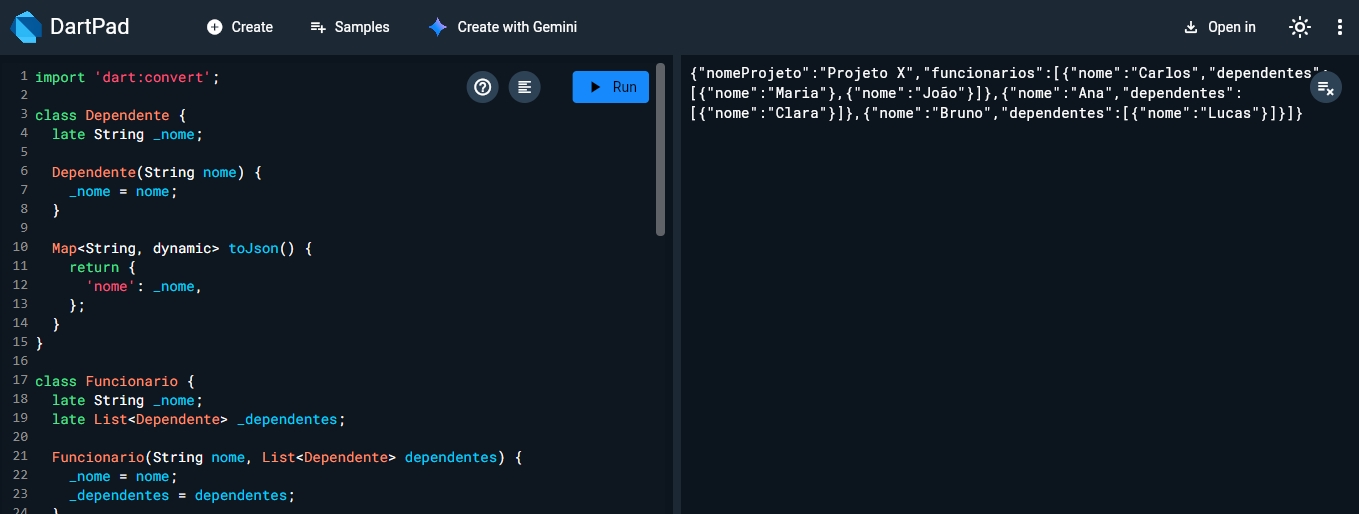 DartPad
Create
Samples
Create with Gemini
Open in
1 import 'dart:convert';
2
3 class Dependente {
4 late String _nome;
5
6 Dependente(String nome) {
7 _nome = nome;
8 }
9
10 Map<String, dynamic> toJson() {
11 return {
12 'nome': _nome,
13 };
14 }
15 }
16
17 class Funcionario {
18 late String _nome;
19 late List<Dependente> _dependentes;
20
21 Funcionario(String nome, List<Dependente> dependentes) {
22 _nome = nome;
23 _dependentes = dependentes;
24 }
Run
{"nomeProjeto":"Projeto X","funcionarios":[{"nome":"Carlos","dependentes":
[{"nome":"Maria"},{"nome":"João"}]},{"nome":"Ana","dependentes":
[{"nome":"Clara"}]},{"nome":"Bruno","dependentes":[{"nome":"Lucas"}]}]}